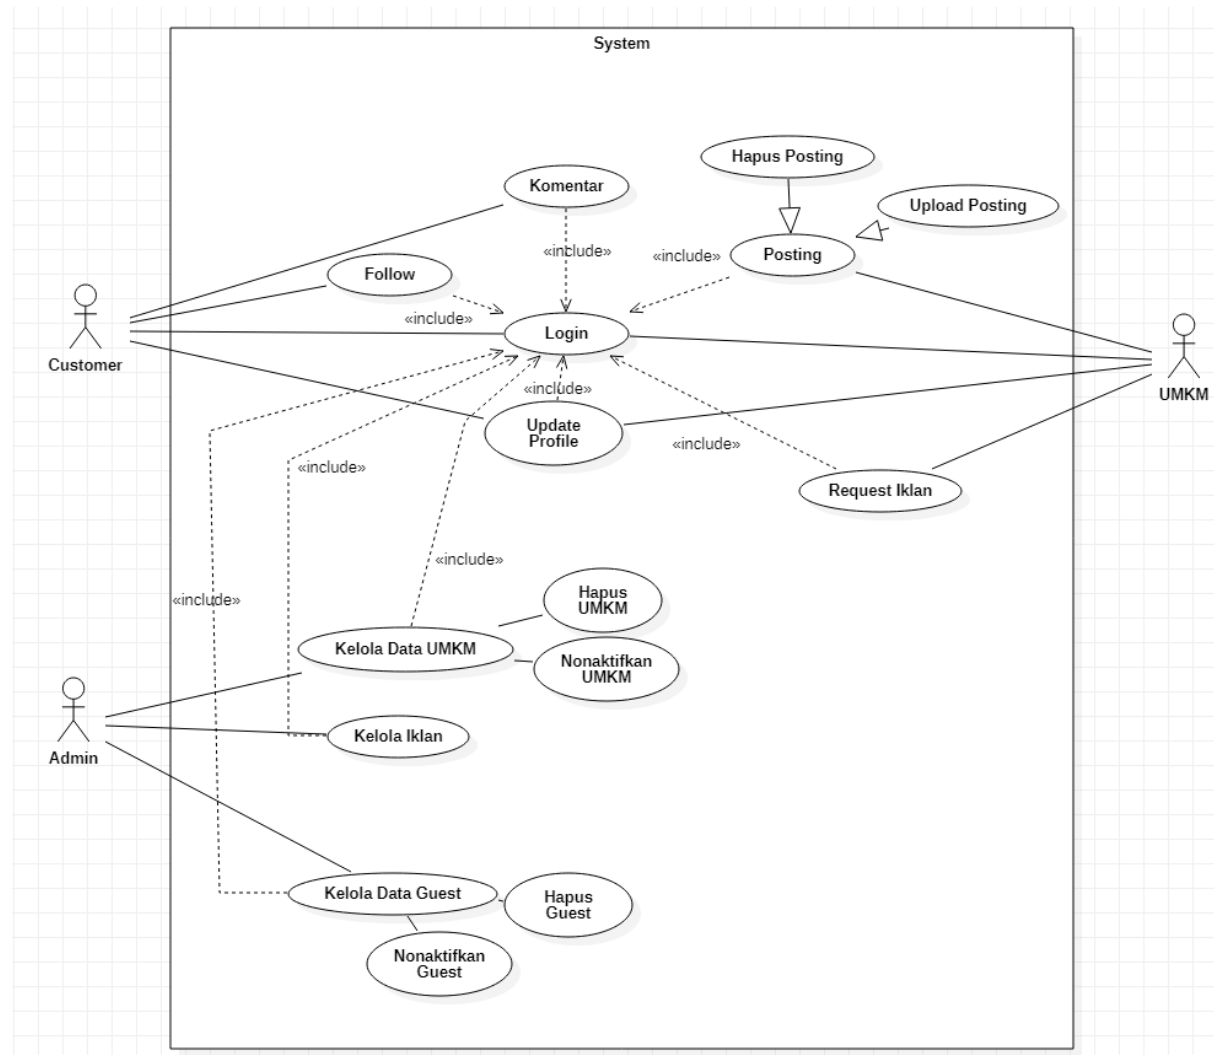 System
Hapus Posting
Komentar
Upload Posting
«include»
«include»
Posting
Follow
«include»
Login
Customer
UMKM
«include»
Update
Profile
«include»
«include»
Request Iklan
«include»
«include»
Hapus
UMKM
Kelola Data UMKM
Nonaktifkan
UMKM
Kelola Iklan
Admin
Kelola Data Guest
Hapus
Guest
Nonaktifkan
Guest